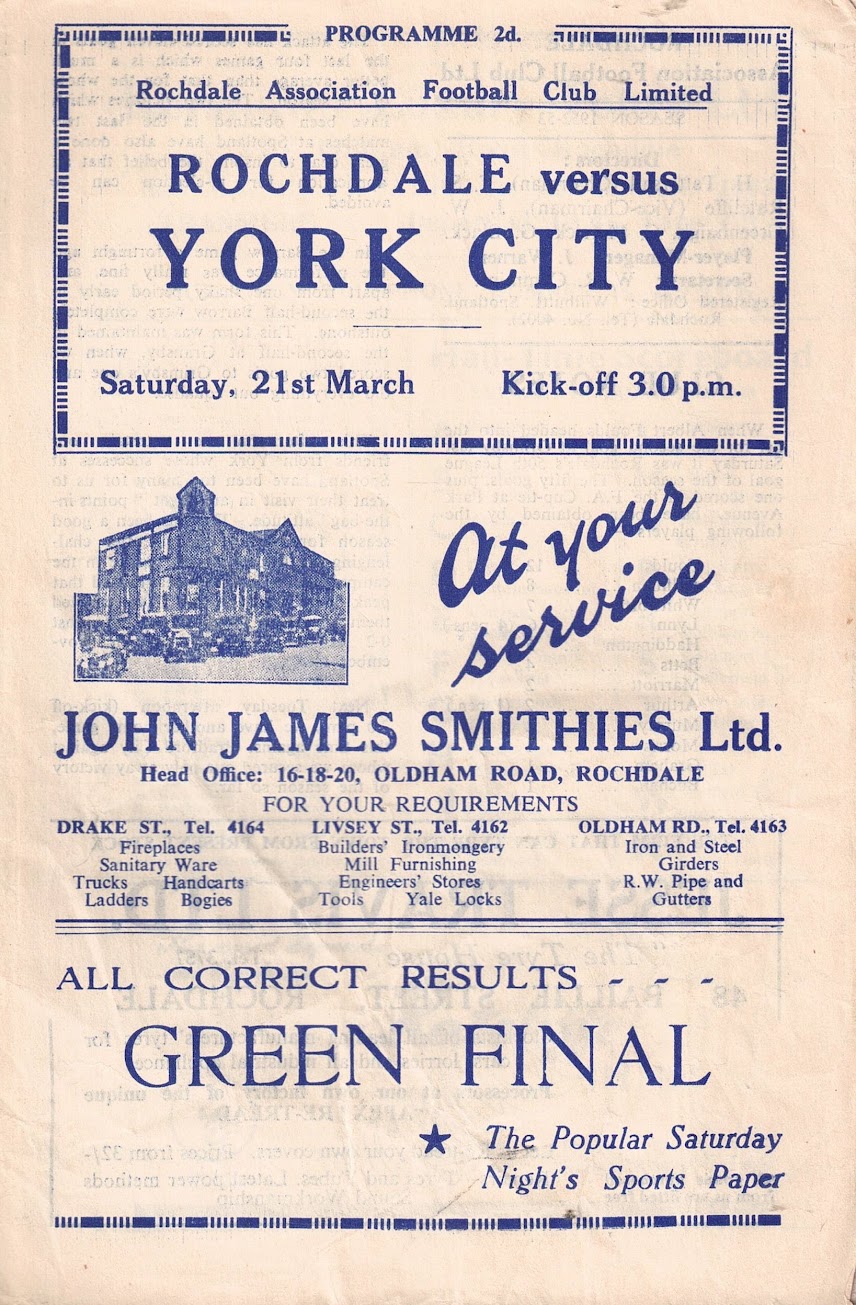 PROGRAMME 2d.
Rochdale Association Football Club Limited
ROCHDALE versus
YORK CITY
Saturday, 21st March Kick-off 3.0 p.m.
At your
service
JOHN JAMES SMITHIES Ltd.
Head Office: 16-18-20, OLDHAM ROAD, ROCHDALE
FOR YOUR REQUIREMENTS
DRAKE ST., Tel. 4164 LIVSEY ST., Tel. 4162 OLDHAM RD., Tel. 4163
Fireplaces Builders' Ironmongery Iron and Steel
Sanitary Ware Mill Furnishing Girders
Trucks Handcarts Engineers' Stores R.W. Pipe and
Ladders Bogies Tools Yale Locks Gutters
ALL CORRECT RESULTS - - -
GREEN FINAL
★ The Popular Saturday
Night's Sports Paper